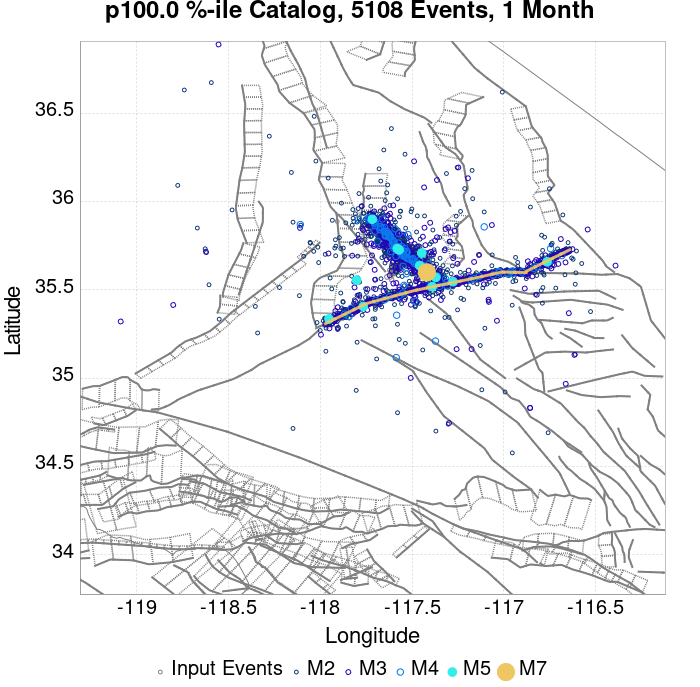 p100.0 %-ile Catalog, 5108 Events, 1 Month
36.5
36
35.5
35
34.5
34
Latitude
-119
-118.5
-118
-117.5
-117
-116.5
Longitude
Input Events
M2
M3
M4
M5
M7